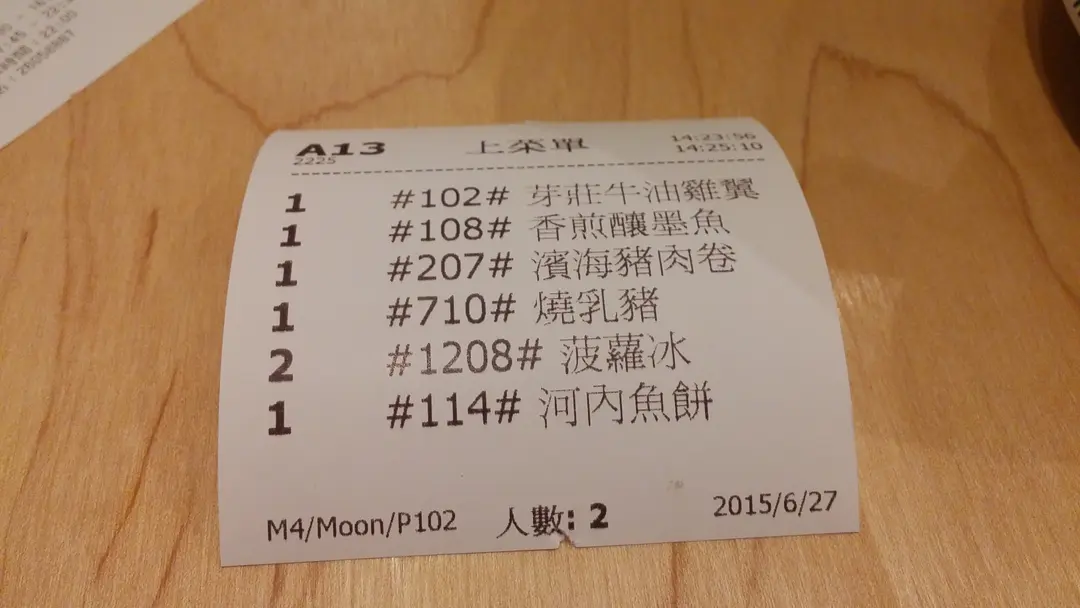 22:00
: 26058887
A13 上菜單 14:23:56
2225 14:25:10
1 #102# 芽莊牛油雞翼
1 #108# 香煎釀墨魚
1 #207# 濱海豬肉卷
1 #710# 燒乳豬
2 #1208# 菠蘿冰
1 #114# 河內魚餅
M4/Moon/P102 人數: 2 2015/6/27